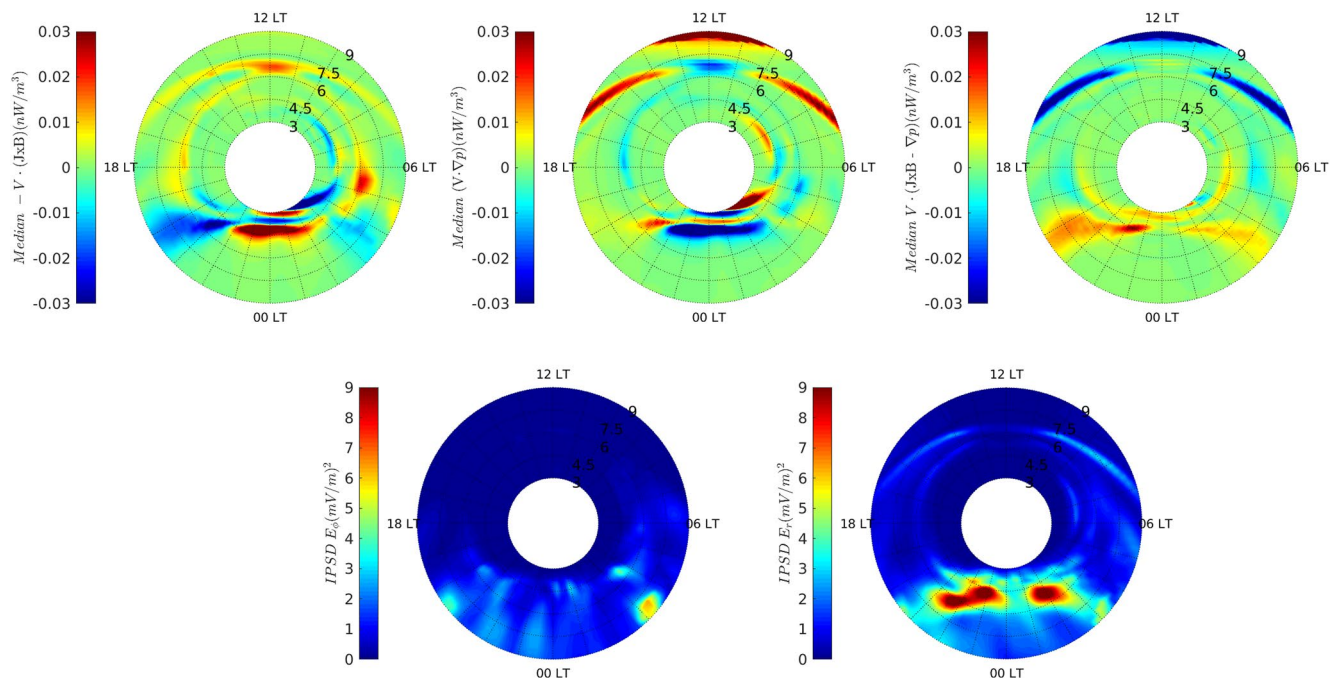 12 LT
0.03
0.02
0.01
0
-0.01
-0.02
-0.03
Median − V · (JxB)(nW/m³)
9
7.5
6
4.5
3
18 LT
06 LT
00 LT
12 LT
0.03
0.02
0.01
0
-0.01
-0.02
-0.03
Median (V·∇p)(nW/m³)
9
7.5
6
4.5
3
06 LT
00 LT
12 LT
0.03
0.02
0.01
0
-0.01
-0.02
-0.03
Median V · (JxB - ∇p)(nW/m³)
9
7.5
6
4.5
3
18 LT
06 LT
00 LT
12 LT
9
8
7
6
5
4
3
2
1
0
IPSD Eϕ(mV/m)²
9
7.5
6
4.5
3
18 LT
06 LT
00 LT
12 LT
9
8
7
6
5
4
3
2
1
0
IPSD Eᵣ(mV/m)²
9
7.5
6
4.5
3
18 LT
06 LT
00 LT